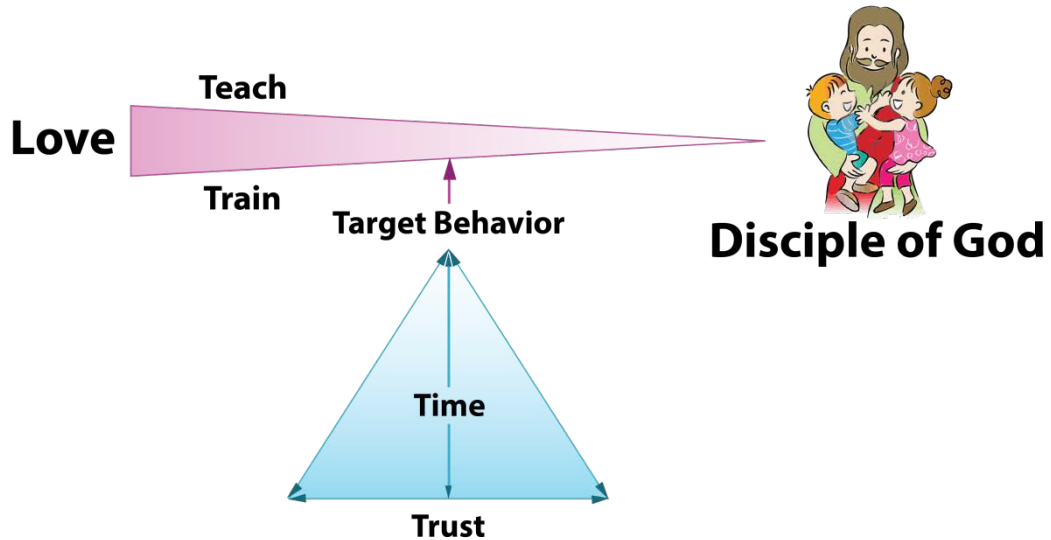 Teach
Love
Train
Target Behavior
Disciple of God
Time
Trust